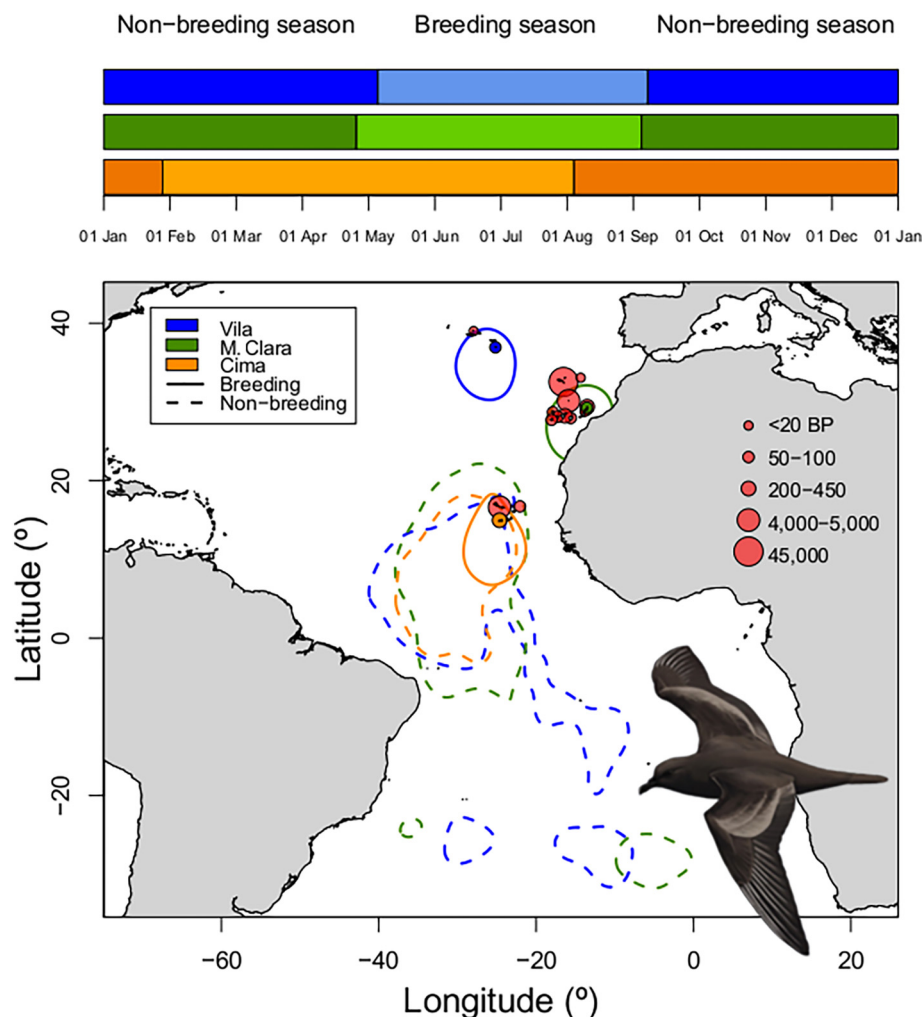 Non−breeding season Breeding season Non−breeding season
01 Jan 01 Feb 01 Mar 01 Apr 01 May 01 Jun 01 Jul 01 Aug 01 Sep 01 Oct 01 Nov 01 Dec 01 Jan
Vila
M. Clara
Cima
Breeding
Non−breeding
<20 BP
50−100
200−450
4,000−5,000
45,000
40
20
0
−20
Latitude (º)
−60 −40 −20 0 20
Longitude (º)